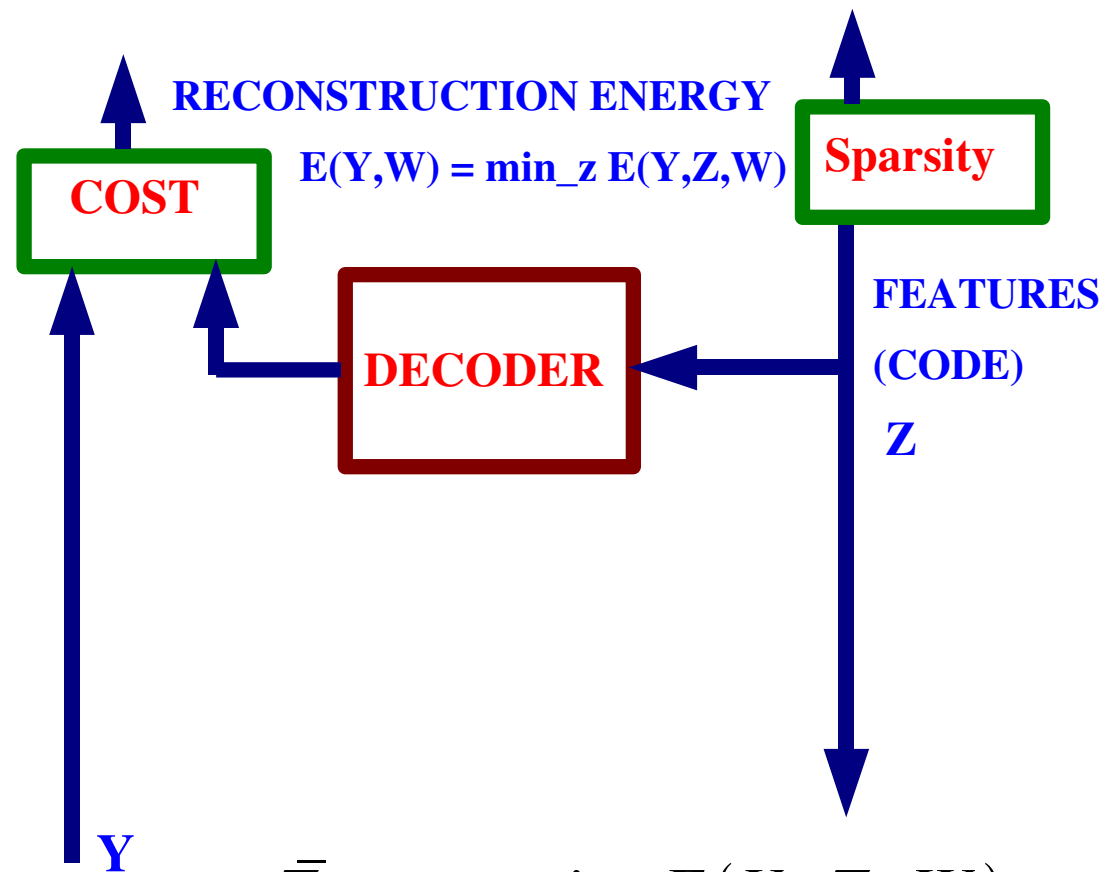 RECONSTRUCTION ENERGY
E(Y,W) = min_z E(Y,Z,W)
COST
Sparsity
DECODER
FEATURES
(CODE)
Z
Y